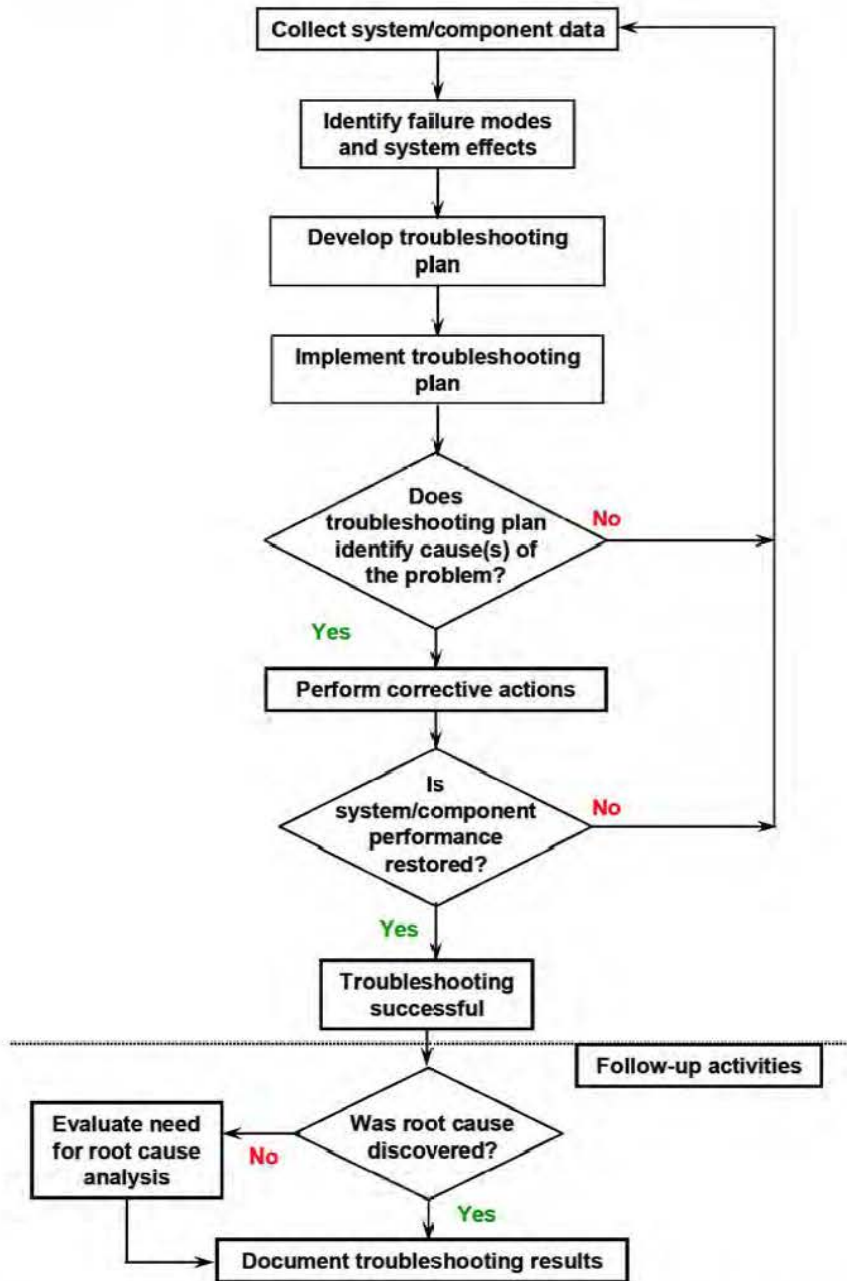 Collect system/component data
Identify failure modes
and system effects
Develop troubleshooting
plan
Implement troubleshooting
plan
Does
troubleshooting plan
identify cause(s) of
the problem?
No
Yes
Perform corrective actions
Is
system/component
performance
restored?
No
Yes
Troubleshooting
successful
Follow-up activities
Was root cause
discovered?
No
Evaluate need
for root cause
analysis
Yes
Document troubleshooting results